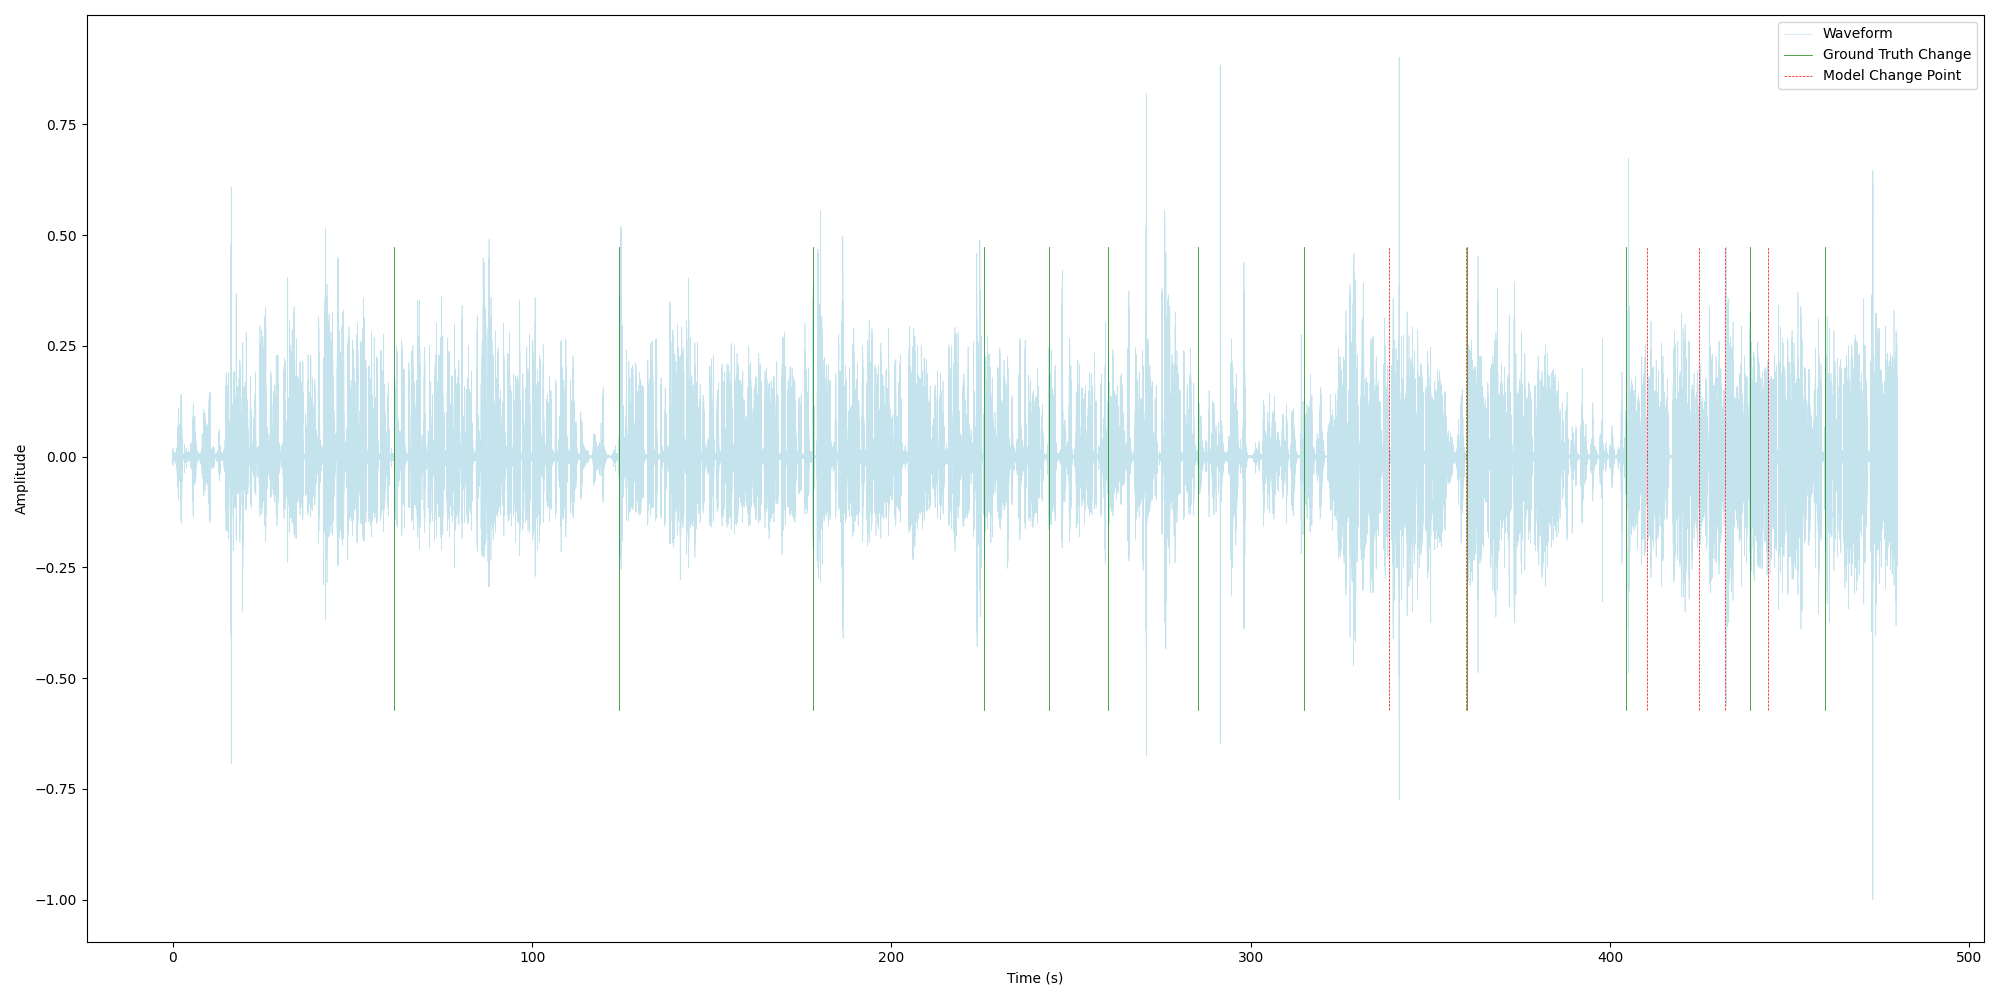 Waveform
Ground Truth Change
Model Change Point
0.75
0.50
0.25
0.00
−0.25
−0.50
−0.75
−1.00
Amplitude
0 100 200 300 400 500
Time (s)